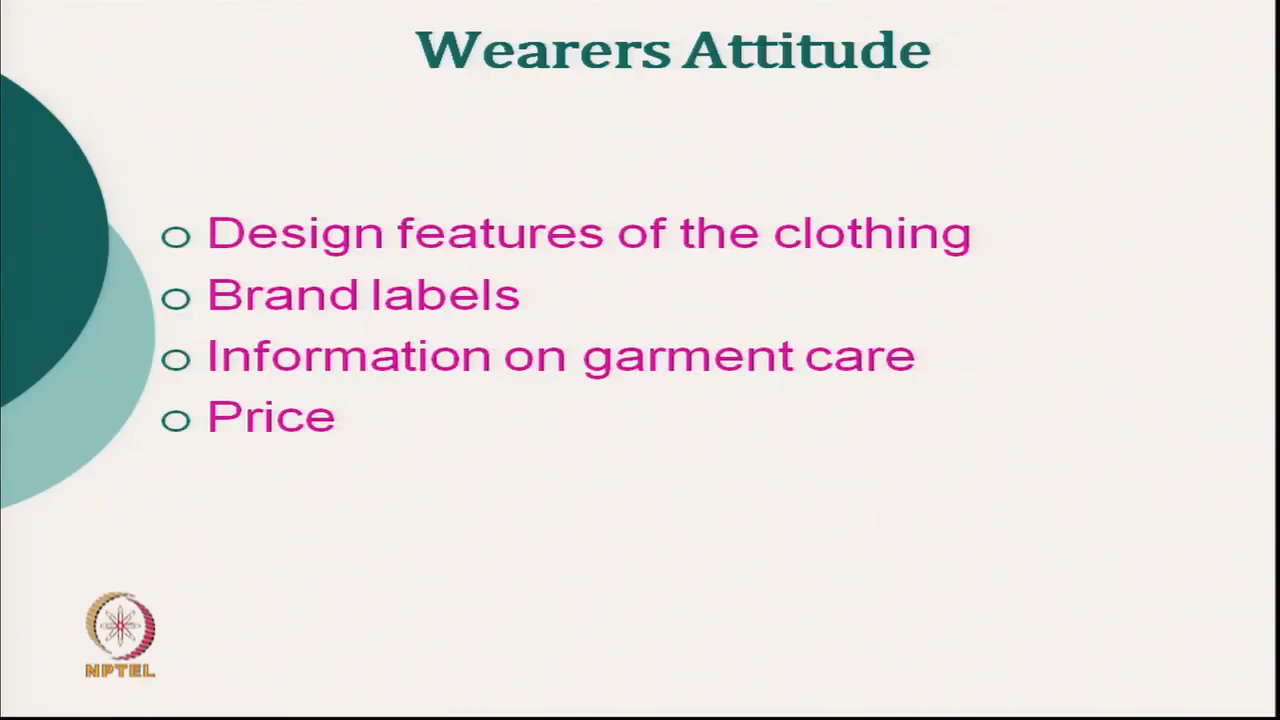 Wearers Attitude
Design features of the clothing
Brand labels
Information on garment care
Price
NPTEL